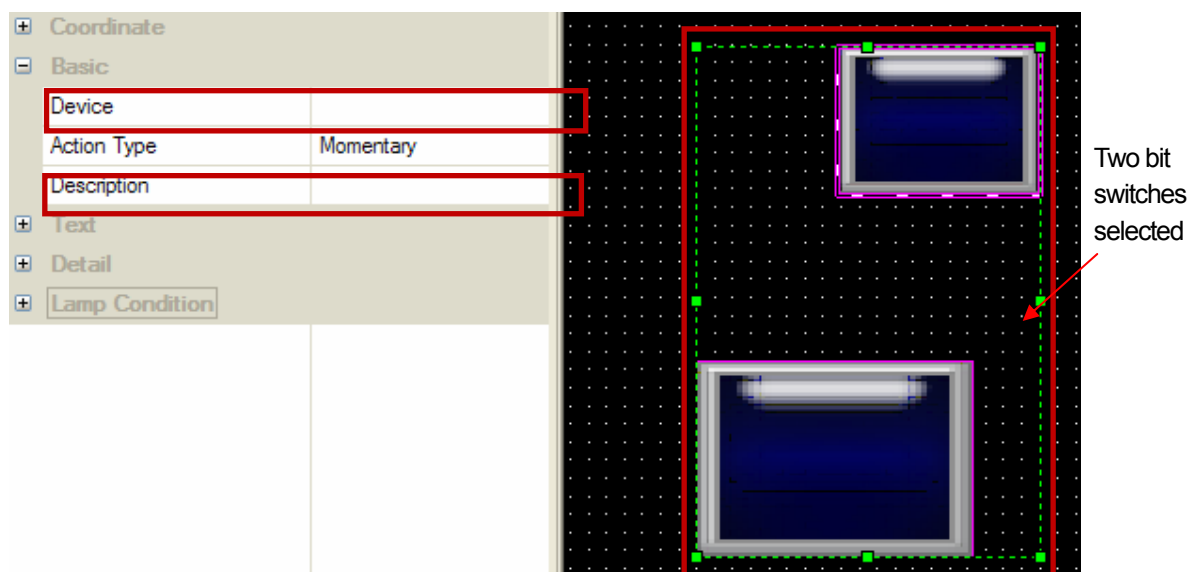 Coordinate
Basic
Device
Action Type Momentary
Description
Text
Detail
Lamp Condition
Two bit
switches
selected